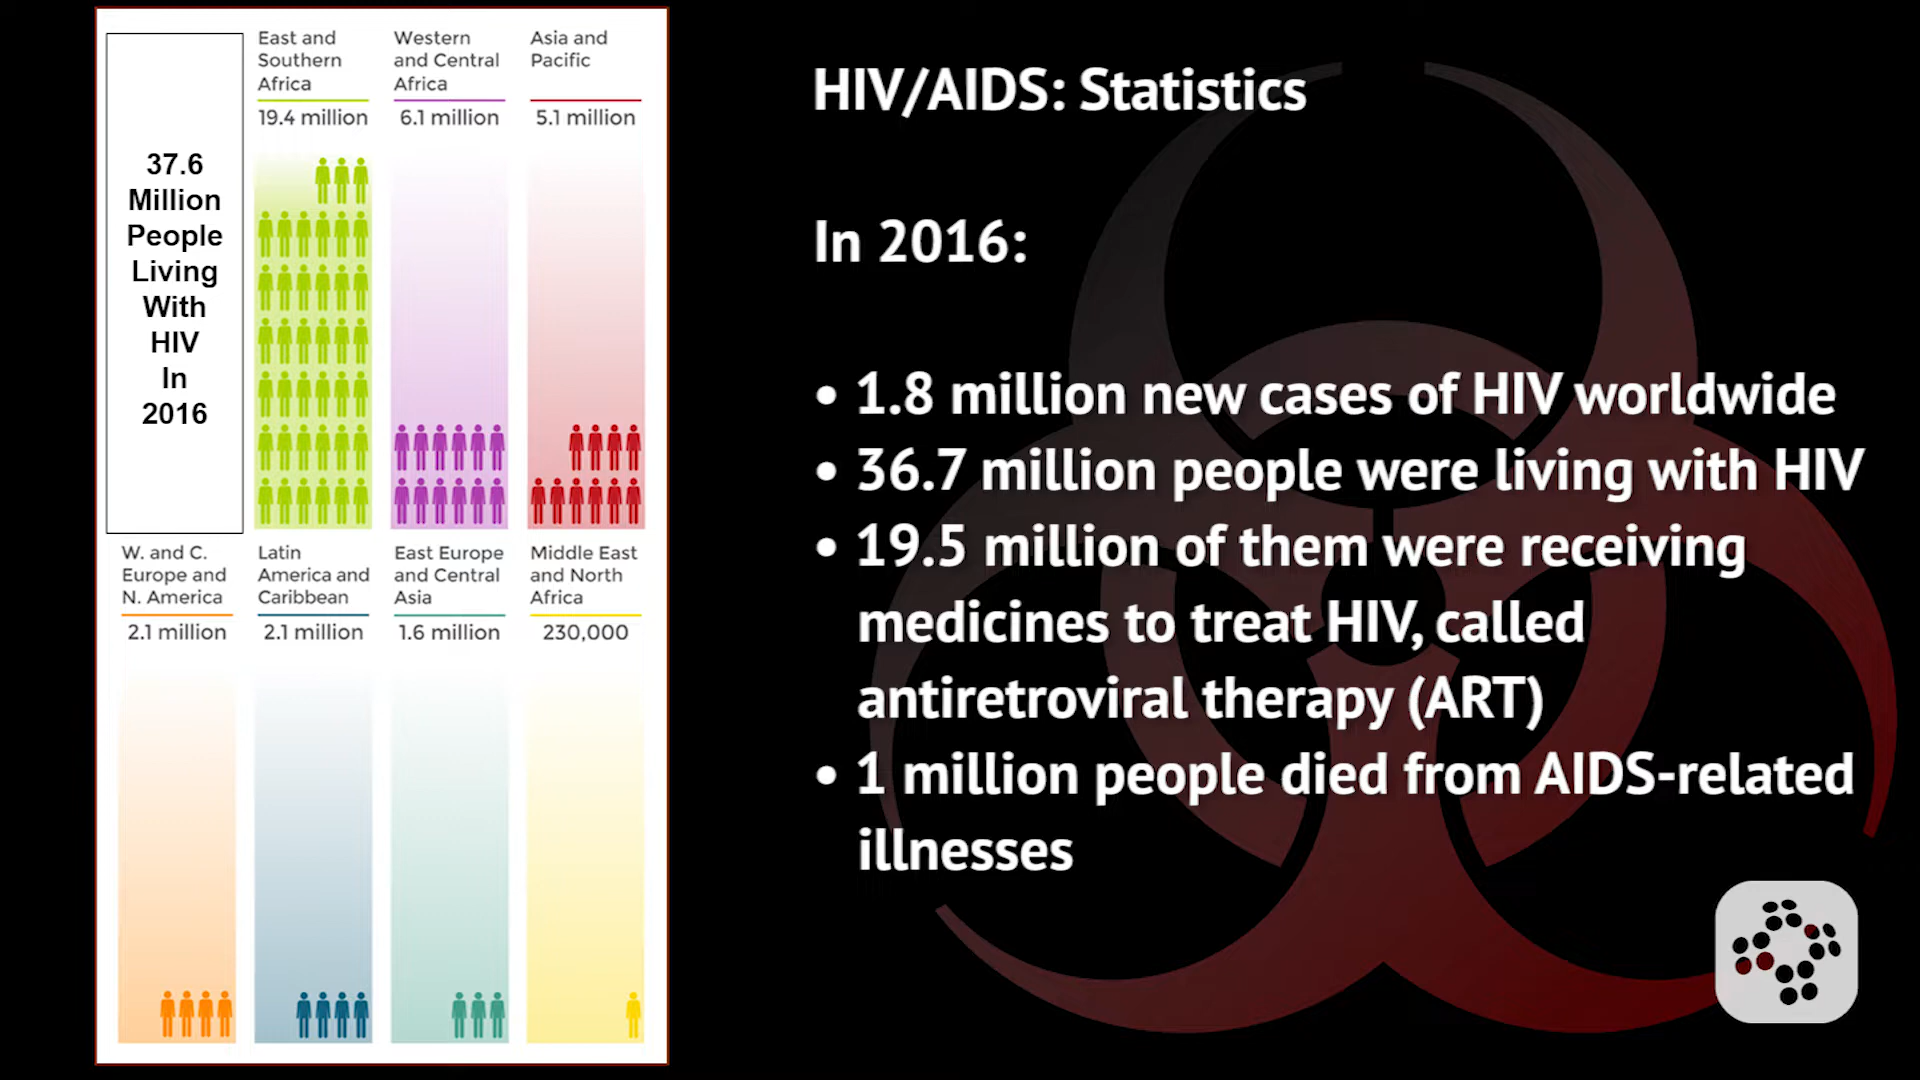 37.6
Million
People
Living
With
HIV
In
2016
East and
Southern
Africa
19.4 million
Western
and Central
Africa
6.1 million
Asia and
Pacific
5.1 million
W. and C.
Europe and
N. America
2.1 million
Latin
America and
Caribbean
2.1 million
East Europe
and Central
Asia
1.6 million
Middle East
and North
Africa
230,000
HIV/AIDS: Statistics
In 2016:
• 1.8 million new cases of HIV worldwide
• 36.7 million people were living with HIV
• 19.5 million of them were receiving
medicines to treat HIV, called
antiretroviral therapy (ART)
• 1 million people died from AIDS-related
illnesses